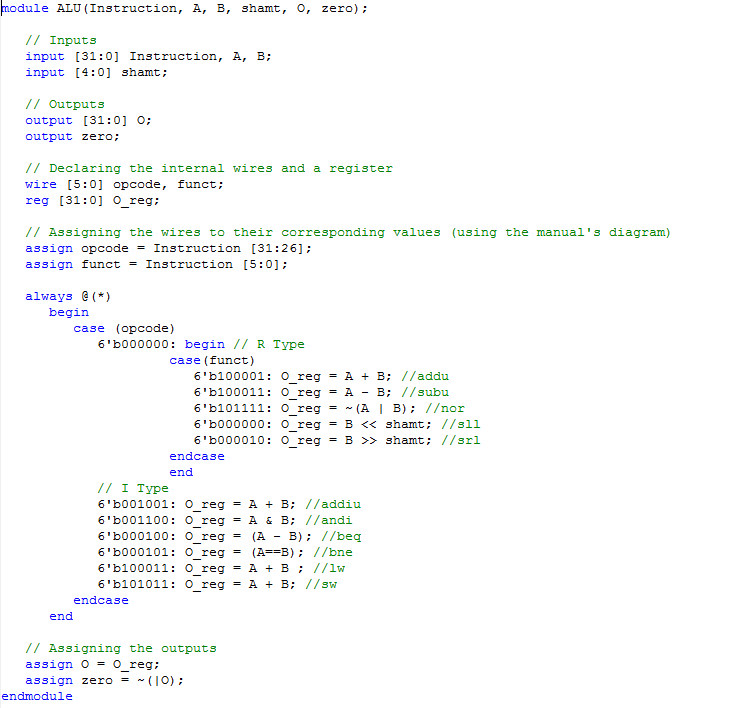 module ALU(Instruction, A, B, shamt, O, zero);
// Inputs
input [31:0] Instruction, A, B;
input [4:0] shamt;
// Outputs
output [31:0] O;
output zero;
// Declaring the internal wires and a register
wire [5:0] opcode, funct;
reg [31:0] O_reg;
// Assigning the wires to their corresponding values (using the manual's diagram)
assign opcode = Instruction [31:26];
assign funct = Instruction [5:0];
always @(*)
begin
case (opcode)
6'b000000: begin // R Type
case(funct)
6'b100001: O_reg = A + B; //addu
6'b100011: O_reg = A - B; //subu
6'b101111: O_reg = ~(A | B); //nor
6'b000000: O_reg = B << shamt; //sll
6'b000010: O_reg = B >> shamt; //srl
endcase
end
// I Type
6'b001001: O_reg = A + B; //addiu
6'b001100: O_reg = A & B; //andi
6'b000100: O_reg = (A - B); //beq
6'b000101: O_reg = (A==B); //bne
6'b100011: O_reg = A + B ; //lw
6'b101011: O_reg = A + B; //sw
endcase
end
// Assigning the outputs
assign O = O_reg;
assign zero = ~(|O);
endmodule